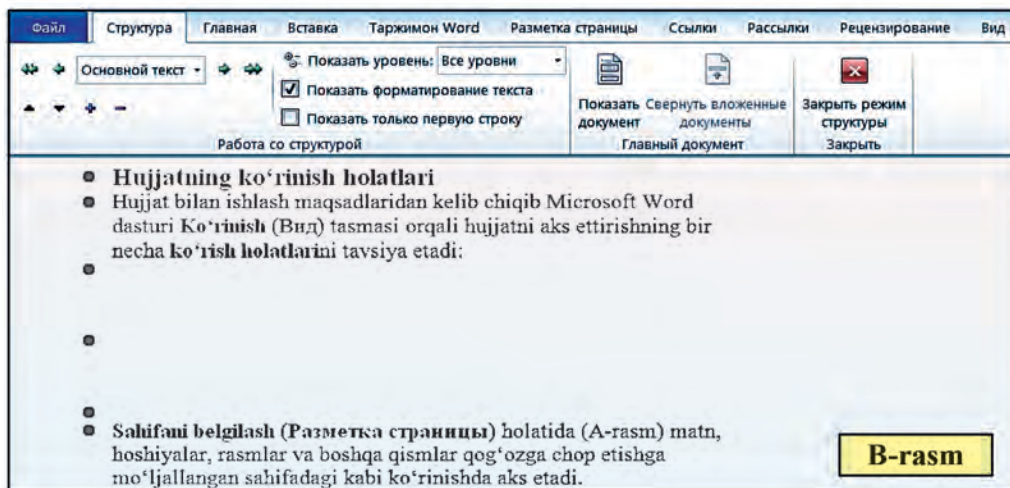 Файл Структура Главная Вставка Таржимон Word Разметка страницы Ссылки Рассылки Рецензирование Вид
Основной текст
Показать уровень: Все уровни
Показать форматирование текста
Показать только первую строку
Работа со структурой
Показать документ
Свернуть вложенные документы
Главный документ
Закрыть режим структуры
Закрыть
Hujjatning ko‘rinish holatlari
Hujjat bilan ishlash maqsadlaridan kelib chiqib Microsoft Word
dasturi Ko‘rinish (Вид) tasmasi orqali hujjatni aks ettirishning bir
necha ko‘rish holatlarini tavsiya etadi:
Sahifani belgilash (Разметка страницы) holatida (A-rasm) matn,
hoshiyalar, rasmlar va boshqa qismlar qog‘ozga chop etishga
mo‘ljallangan sahifadagi kabi ko‘rinishda aks etadi.
B-rasm